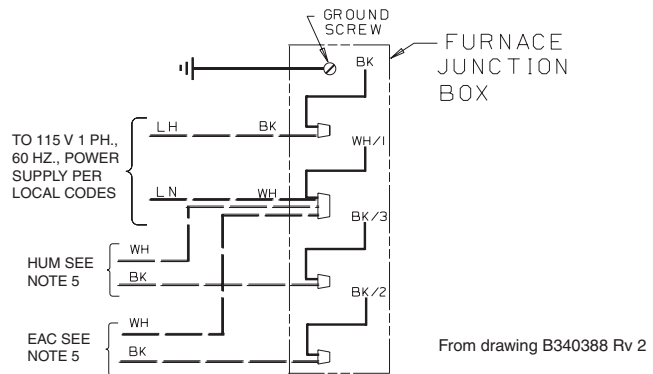 GROUND
SCREW
FURNACE
JUNCTION
BOX
BK
LH BK
TO 115 V 1 PH.,
60 HZ., POWER
SUPPLY PER
LOCAL CODES
WH/1
LN WH
BK/3
WH
HUM SEE
NOTE 5
BK
BK/2
WH
EAC SEE
NOTE 5
BK
From drawing B340388 Rv 2